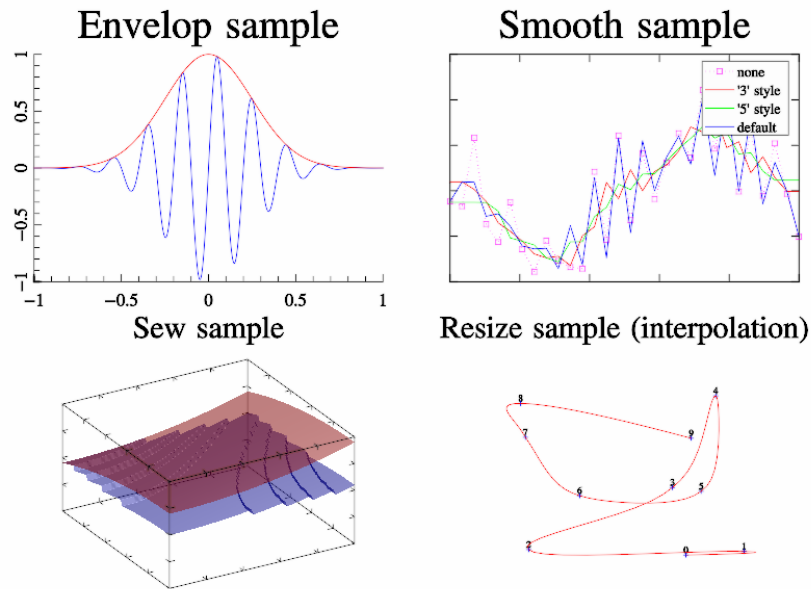 Envelop sample
1
0.5
0
−0.5
−1
−1
−0.5
0
0.5
1
Smooth sample
none
'3' style
'5' style
default
Sew sample
Resize sample (interpolation)
4
8
7
9
6
3
5
2
0
1